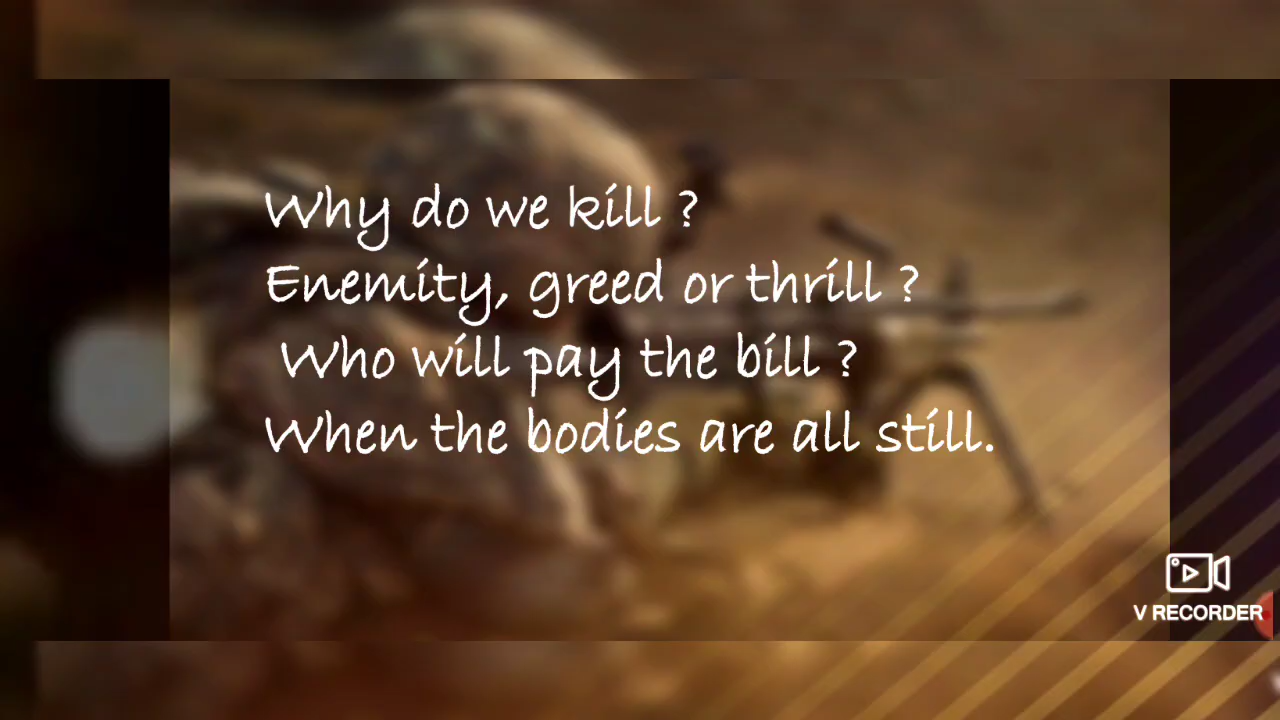 Why do we kill ?
Enemity, greed or thrill ?
Who will pay the bill ?
When the bodies are all still.
V RECORDER